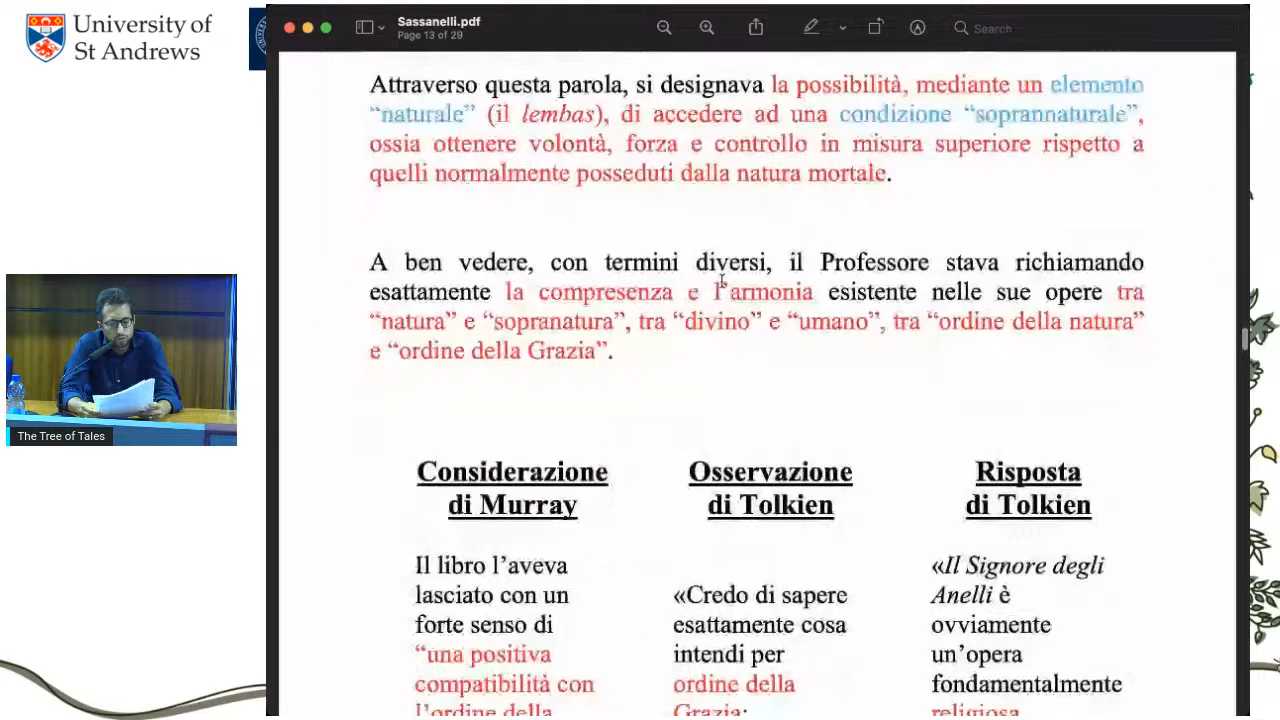 University of
St Andrews
Sassanelli.pdf
Page 13 of 29
Search
Attraverso questa parola, si designava la possibilità, mediante un elemento
“naturale” (il lembas), di accedere ad una condizione “soprannaturale”,
ossia ottenere volontà, forza e controllo in misura superiore rispetto a
quelli normalmente posseduti dalla natura mortale.
A ben vedere, con termini diversi, il Professore stava richiamando
esattamente la compresenza e l’armonia esistente nelle sue opere tra
“natura” e “sopranatura”, tra “divino” e “umano”, tra “ordine della natura”
e “ordine della Grazia”.
Considerazione
di Murray
Il libro l’aveva
lasciato con un
forte senso di
“una positiva
compatibilità con
l’ordine della
Osservazione
di Tolkien
«Credo di sapere
esattamente cosa
intendi per
ordine della
Grazia;
Risposta
di Tolkien
«Il Signore degli
Anelli è
ovviamente
un’opera
fondamentalmente
religiosa
The Tree of Tales